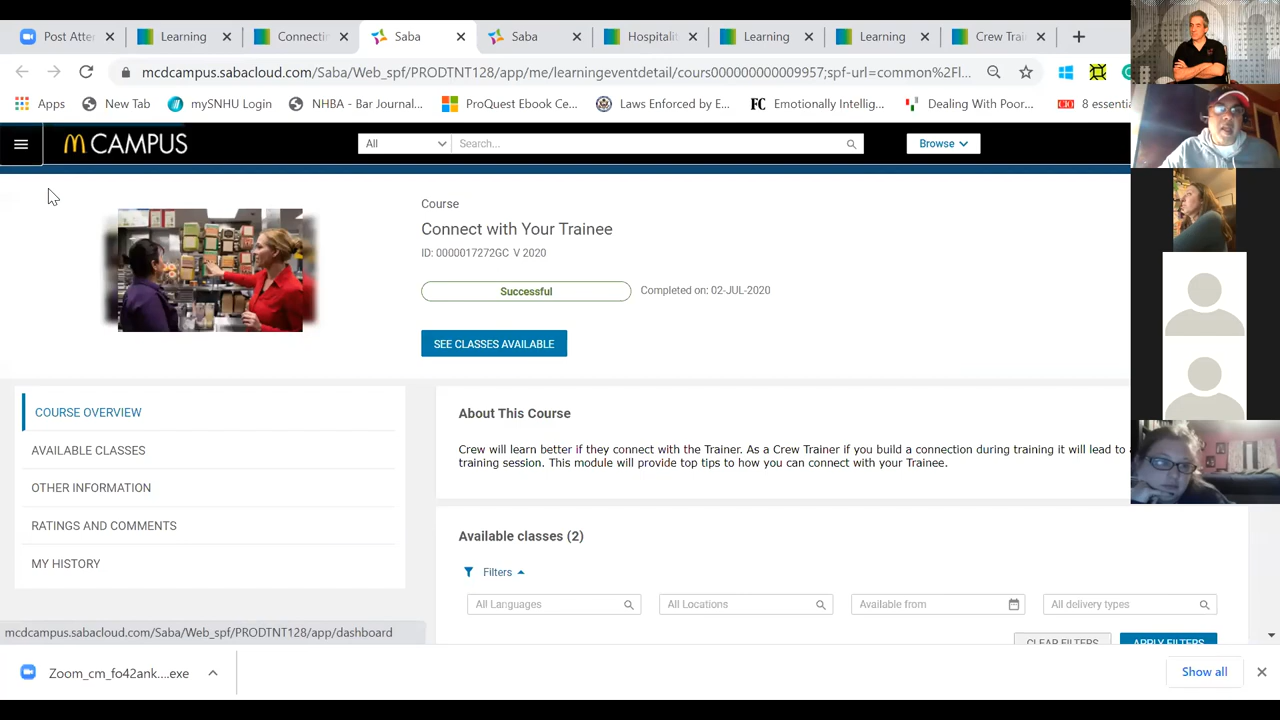 Post Atter
Learning
Connectin
Saba
Saba
Hospitalit
Learning
Learning
Crew Trai
mcdcampus.sabacloud.com/Saba/Web_spf/PRODTNT128/app/me/learningeventdetail/cours000000000009957;spf-url=common%2Fl...
Apps
New Tab
mySNHU Login
NHBA - Bar Journal...
ProQuest Ebook Ce...
Laws Enforced by E...
FC Emotionally Intellig...
Dealing With Poor...
8 essenti
CAMPUS
All
Search...
Browse
Course
Connect with Your Trainee
ID: 0000017272GC V 2020
Successful
Completed on: 02-JUL-2020
SEE CLASSES AVAILABLE
COURSE OVERVIEW
AVAILABLE CLASSES
OTHER INFORMATION
RATINGS AND COMMENTS
MY HISTORY
About This Course
Crew will learn better if they connect with the Trainer. As a Crew Trainer if you build a connection during training it will lead to
training session. This module will provide top tips to how you can connect with your Trainee.
Available classes (2)
Filters
All Languages
All Locations
Available from
All delivery types
CLEAR FILTERS
APPLY FILTERS
mcdcampus.sabacloud.com/Saba/Web_spf/PRODTNT128/app/dashboard
Zoom_cm_fo42ank....exe
Show all